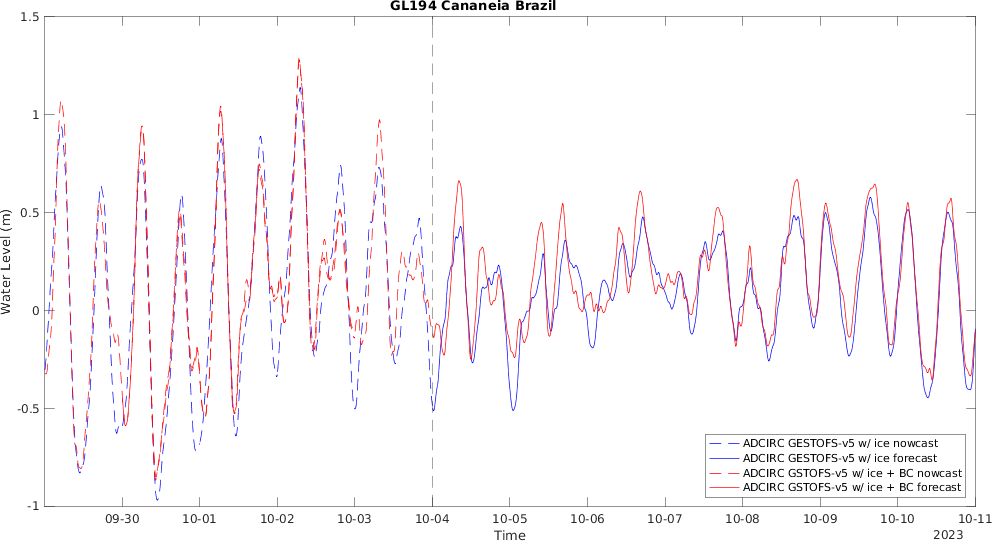 GL194 Cananeia Brazil
1.5
1
0.5
0
-0.5
-1
Water Level (m)
09-30 10-01 10-02 10-03 10-04 10-05 10-06 10-07 10-08 10-09 10-10 10-11
Time
2023
ADCIRC GESTOFS-v5 w/ ice nowcast
ADCIRC GESTOFS-v5 w/ ice forecast
ADCIRC GSTOFS-v5 w/ ice + BC nowcast
ADCIRC GSTOFS-v5 w/ ice + BC forecast